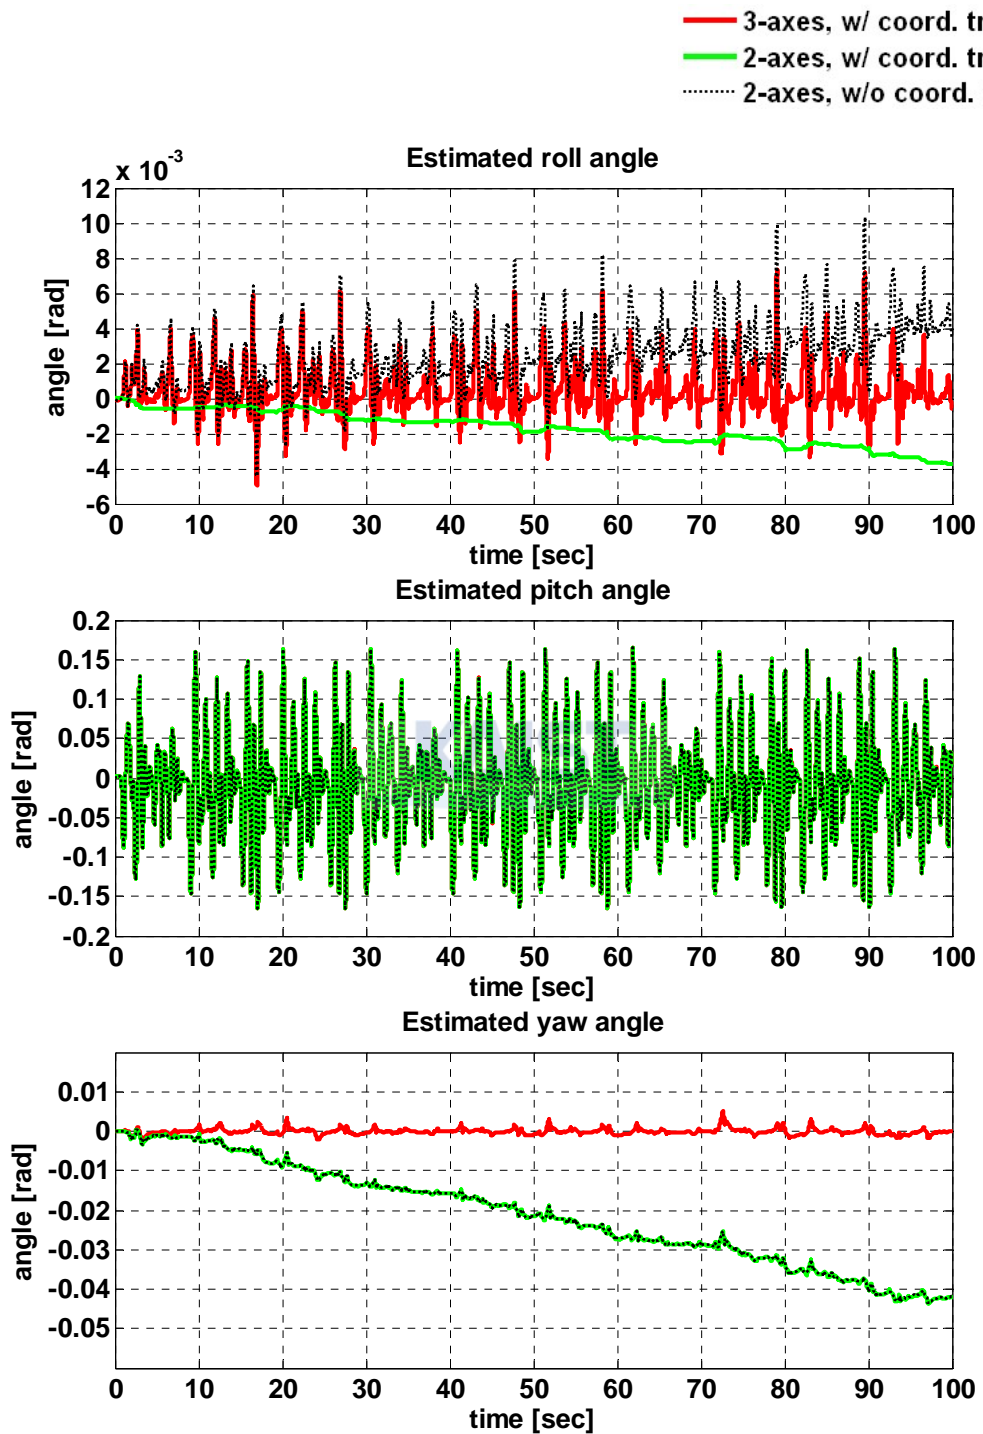 3-axes, w/ coord. tr
2-axes, w/ coord. tr
2-axes, w/o coord.
Estimated roll angle
x 10-3
12
10
8
6
4
2
0
-2
-4
-6
angle [rad]
0 10 20 30 40 50 60 70 80 90 100
time [sec]
Estimated pitch angle
0.2
0.15
0.1
0.05
0
-0.05
-0.1
-0.15
-0.2
angle [rad]
0 10 20 30 40 50 60 70 80 90 100
time [sec]
Estimated yaw angle
0.01
0
-0.01
-0.02
-0.03
-0.04
-0.05
angle [rad]
0 10 20 30 40 50 60 70 80 90 100
time [sec]